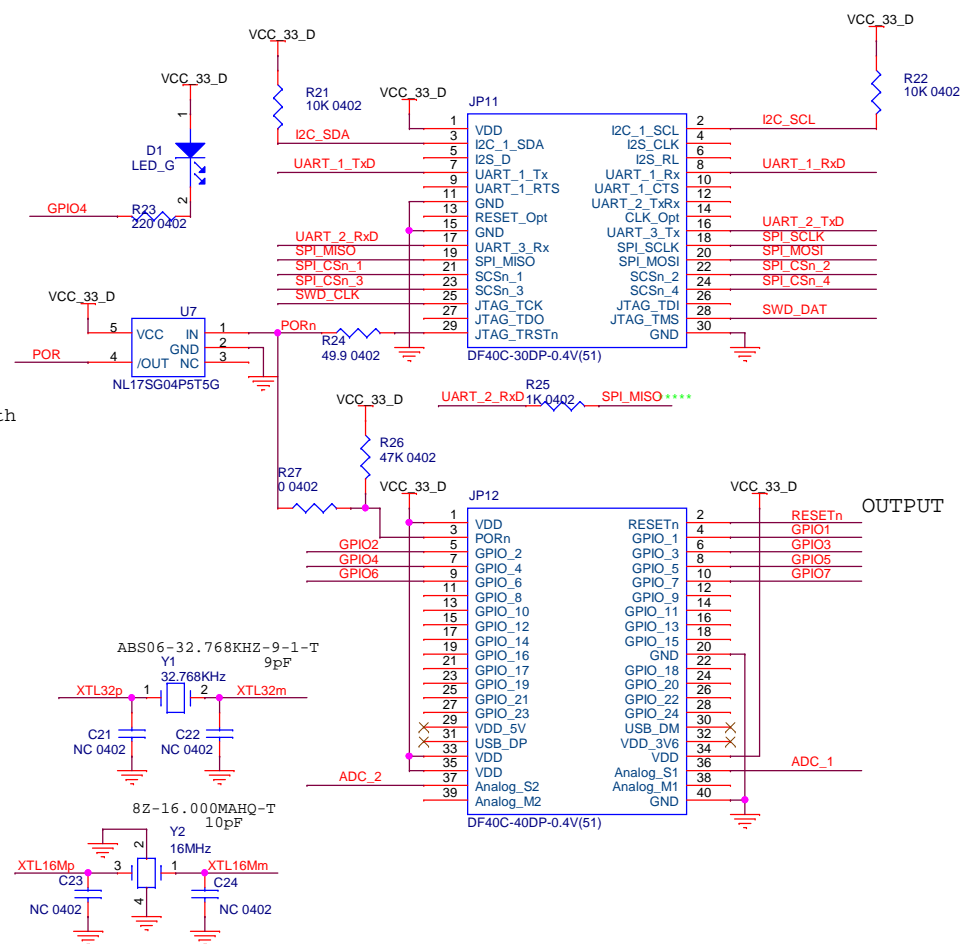 VCC_33_D
VCC_33_D
VCC_33_D
VCC_33_D
R21
10K 0402
R22
10K 0402
JP11
D1
LED_G
1
2
GPIO4
R23
220 0402
I2C_SDA
UART_1_TxD
UART_2_RxD
SPI_MISO
SPI_CSn_1
SPI_CSn_3
SWD_CLK
1 VDD I2C_1_SCL 2 I2C_SCL
3 I2C_1_SDA I2S_CLK 4
5 I2S_D I2S_RL 6
7 UART_1_Tx UART_1_Rx 8 UART_1_RxD
9 UART_1_RTS UART_1_CTS 10
11 GND UART_2_TxRx 12
13 RESET_Opt CLK_Opt 14
15 GND UART_3_Tx 16 UART_2_TxD
17 UART_3_Rx SPI_SCLK 18 SPI_SCLK
19 SPI_MISO SPI_MOSI 20 SPI_MOSI
21 SCSn_1 SCSn_2 22 SPI_CSn_2
23 SCSn_3 SCSn_4 24 SPI_CSn_4
25 JTAG_TCK JTAG_TDI 26
27 JTAG_TDO JTAG_TMS 28 SWD_DAT
29 JTAG_TRSTn GND 30
DF40C-30DP-0.4V(51)
VCC_33_D
U7
5 VCC IN 1
GND 2
4 /OUT NC 3
POR
NL17SG04P5T5G
PORn
R24
49.9 0402
th
UART_2_RxD
R25
1K 0402
SPI_MISO
****
VCC_33_D
R26
47K 0402
R27
0 0402
VCC_33_D
JP12
VCC_33_D
OUTPUT
1 VDD RESETn 2 RESETn
3 PORn GPIO_1 4 GPIO1
GPIO2 5 GPIO_2 GPIO_3 6 GPIO3
GPIO4 7 GPIO_4 GPIO_5 8 GPIO5
GPIO6 9 GPIO_6 GPIO_7 10 GPIO7
11 GPIO_8 GPIO_9 12
13 GPIO_10 GPIO_11 14
15 GPIO_12 GPIO_13 16
17 GPIO_14 GPIO_15 18
19 GPIO_16 GND 20
21 GPIO_17 GPIO_18 22
23 GPIO_19 GPIO_20 24
25 GPIO_21 GPIO_22 26
27 GPIO_23 GPIO_24 28
29 VDD_5V USB_DM 30
31 USB_DP VDD_3V6 32
33 VDD VDD 34
35 VDD Analog_S1 36 ADC_1
ADC_2 37 Analog_S2 Analog_M1 38
39 Analog_M2 GND 40
DF40C-40DP-0.4V(51)
ABS06-32.768KHZ-9-1-T
9pF
Y1
32.768KHz
XTL32p
1
2
XTL32m
C21
NC 0402
C22
NC 0402
8Z-16.000MAHQ-T
10pF
Y2
16MHz
2
XTL16Mp
3
1
XTL16Mm
4
C23
NC 0402
C24
NC 0402